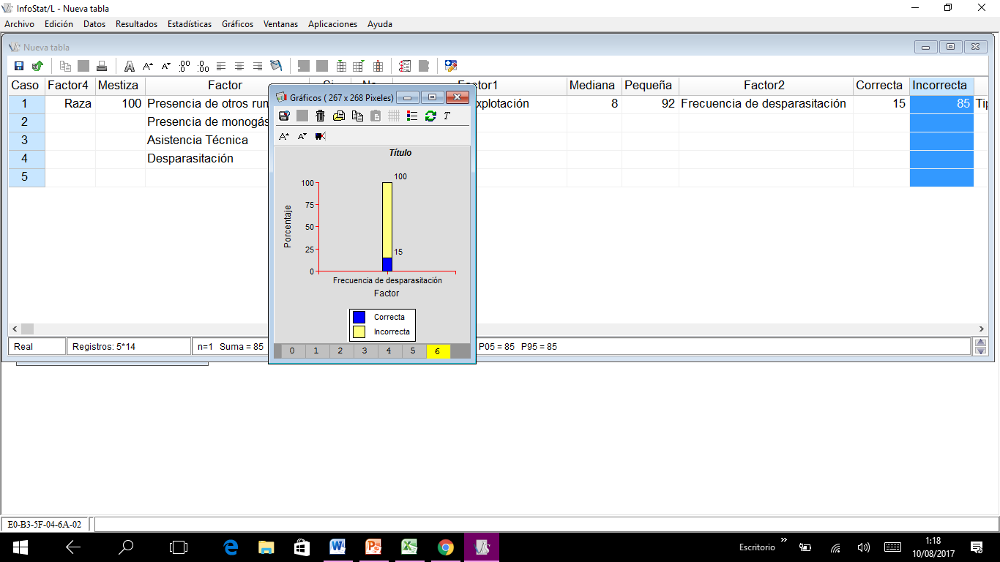 InfoStat/L - Nueva tabla
Archivo Edición Datos Resultados Estadísticas Gráficos Ventanas Aplicaciones Ayuda
Nueva tabla
Caso Factor4 Mestiza Factor Factor1 Mediana Pequeña Factor2 Correcta Incorrecta
1 Raza 100 Presencia de otros rum xplotación 8 92 Frecuencia de desparasitación 15 85 Tip
2 Presencia de monogás
3 Asistencia Técnica
4 Desparasitación
5
Gráficos ( 267 x 268 Pixeles)
Título
100
100
75
50
25
0
15
Porcentaje
Frecuencia de desparasitación
Factor
Correcta
Incorrecta
0 1 2 3 4 5 6
Real Registros: 5*14 n=1 Suma = 85 P05 = 85 P95 = 85
E0-B3-5F-04-6A-02
Escritorio »
1:18
10/08/2017